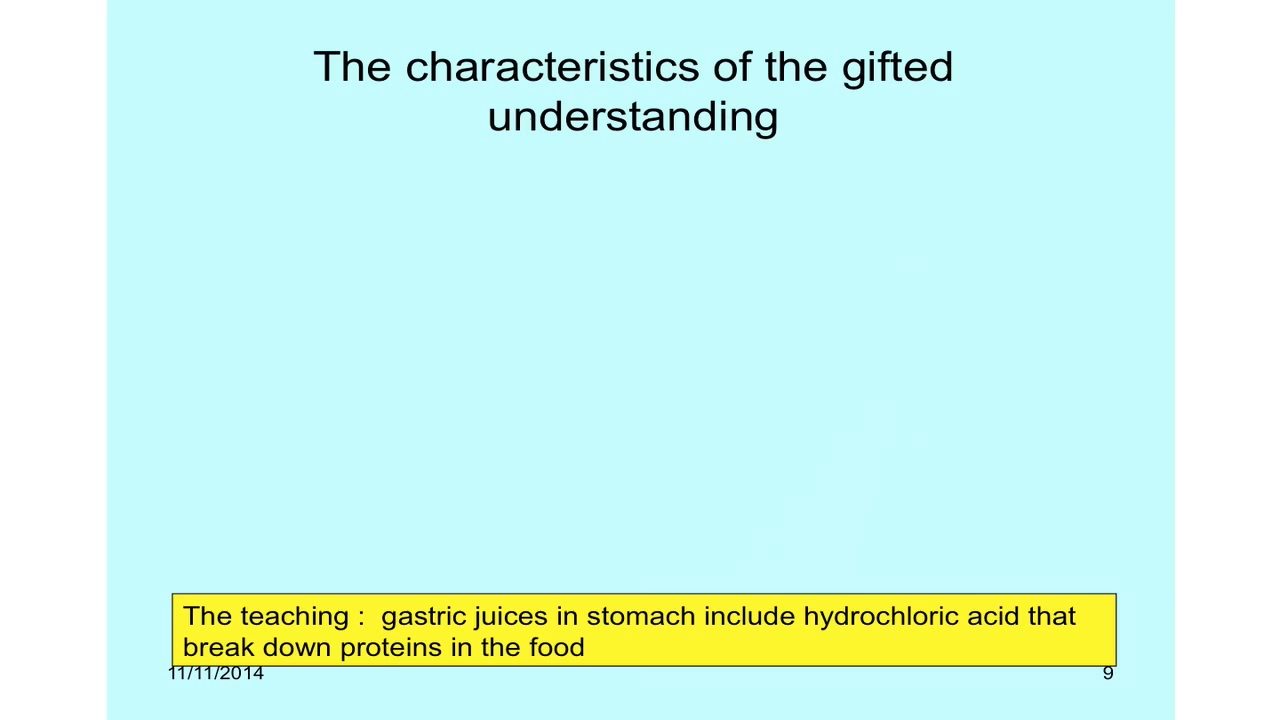 The characteristics of the gifted
understanding
The teaching :  gastric juices in stomach include hydrochloric acid that
break down proteins in the food
11/11/2014
9